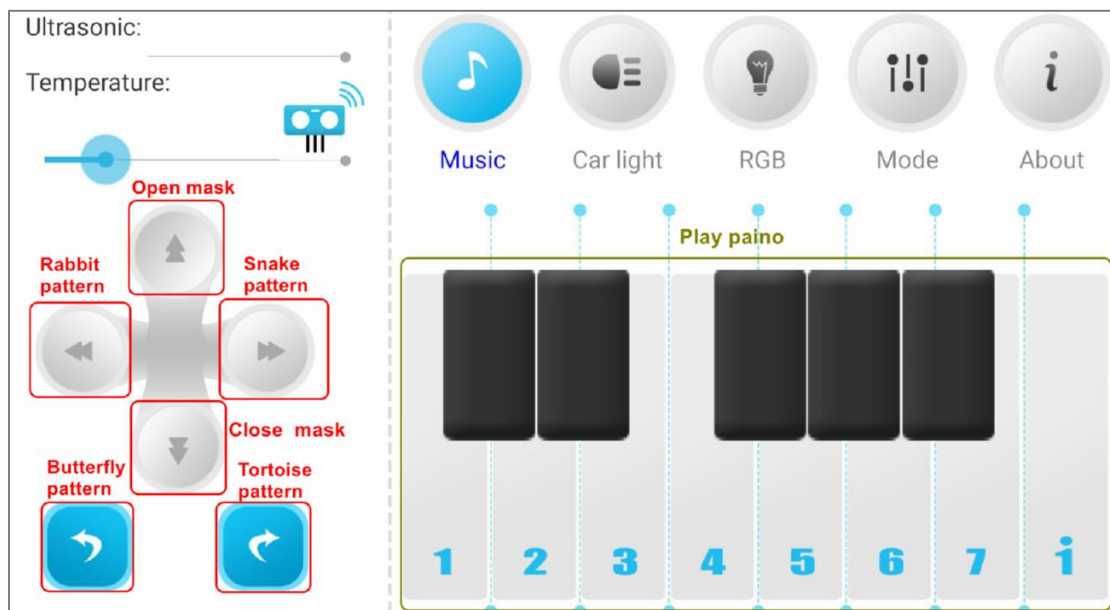 Ultrasonic:
Temperature:
Open mask
Rabbit
pattern
Snake
pattern
Close mask
Butterfly
pattern
Tortoise
pattern
Music
Car light
RGB
Mode
i
About
Play paino
1
2
3
4
5
6
7
i